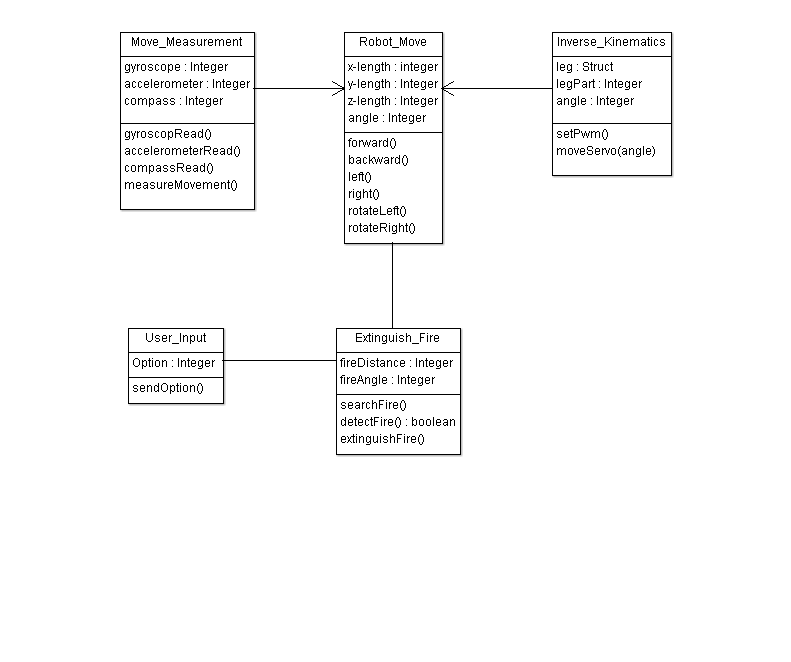 Move_Measurement
gyroscope : Integer
accelerometer : Integer
compass : Integer
gyroscopRead()
accelerometerRead()
compassRead()
measureMovement()
Robot_Move
x-length : integer
y-length : Integer
z-length : Integer
angle : Integer
forward()
backward()
left()
right()
rotateLeft()
rotateRight()
Inverse_Kinematics
leg : Struct
legPart : Integer
angle : Integer
setPwm()
moveServo(angle)
User_Input
Option : Integer
sendOption()
Extinguish_Fire
fireDistance : Integer
fireAngle : Integer
searchFire()
detectFire() : boolean
extinguishFire()